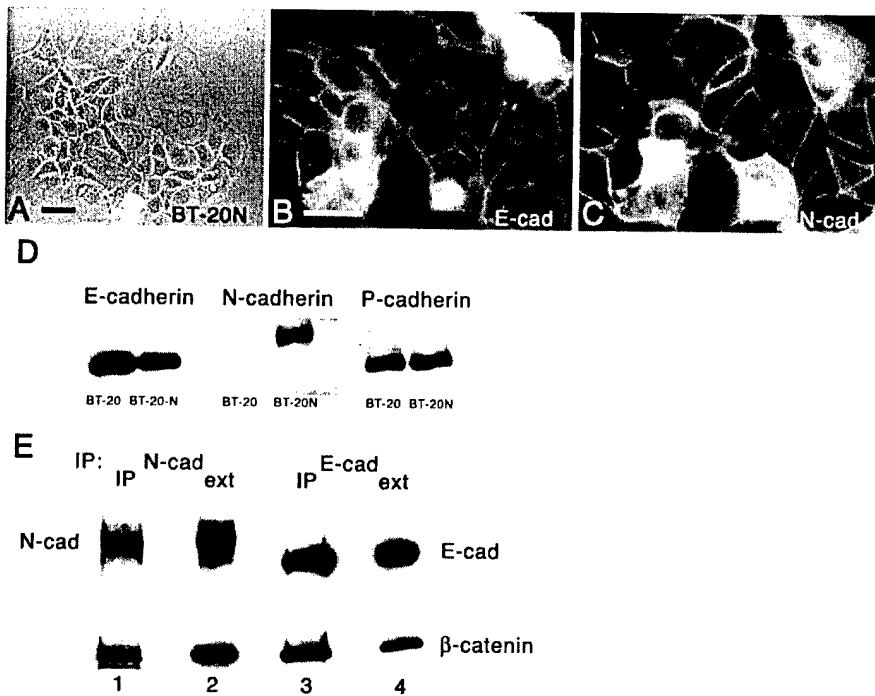 A BT-20N
B E-cad
C N-cad
D
E-cadherin N-cadherin P-cadherin
BT-20 BT-20-N BT-20 BT-20N BT-20 BT-20N
E
IP: N-cad E-cad
IP ext IP ext
N-cad E-cad
β-catenin
1 2 3 4